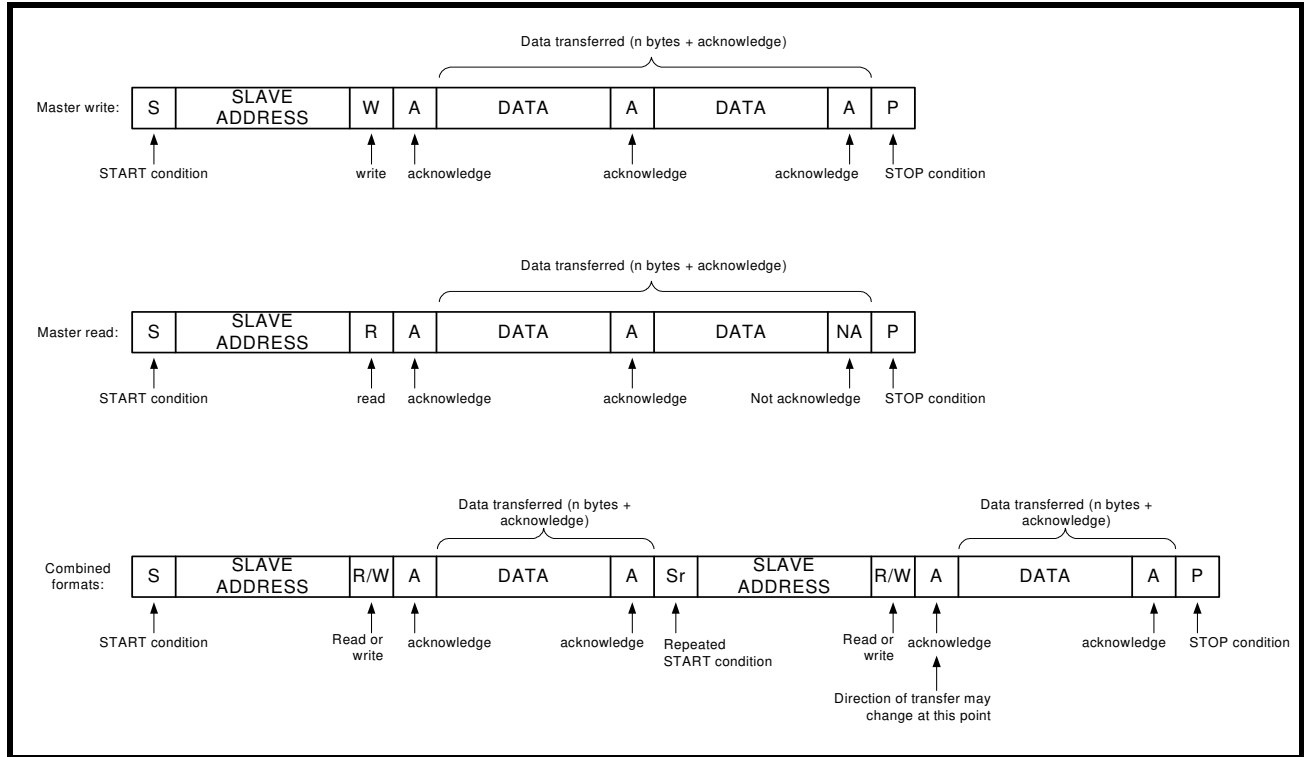 Data transferred (n bytes + acknowledge)
Master write: S SLAVE ADDRESS W A DATA A DATA A P
START condition write acknowledge acknowledge acknowledge STOP condition
Data transferred (n bytes + acknowledge)
Master read: S SLAVE ADDRESS R A DATA A DATA NA P
START condition read acknowledge acknowledge Not acknowledge STOP condition
Data transferred (n bytes +
acknowledge)
Data transferred (n bytes +
acknowledge)
Combined
formats:
S SLAVE ADDRESS R/W A DATA A Sr SLAVE ADDRESS R/W A DATA A P
START condition
Read or
write
acknowledge
acknowledge
Repeated
START condition
Read or
write
acknowledge
acknowledge
STOP condition
Direction of transfer may
change at this point